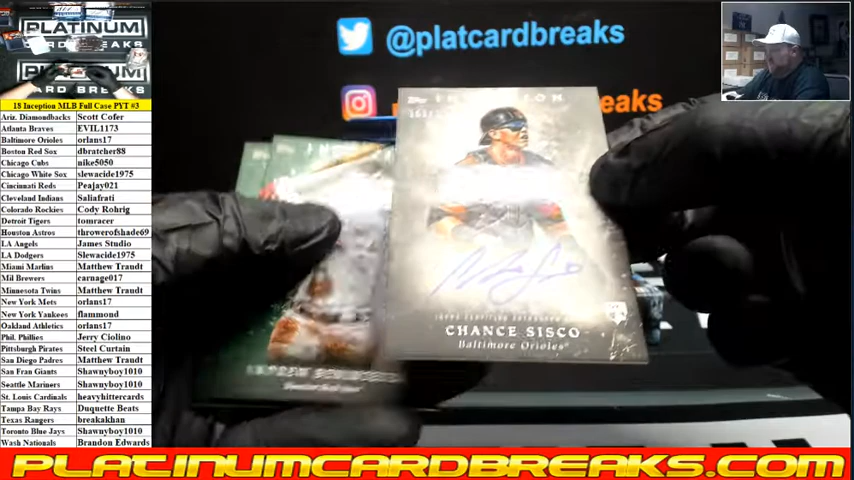 PLATINUM
CARD BREAKS
18 Inception MLB Full Case PYT #3
Ariz. Diamondbacks Scott Cofer
Atlanta Braves EVIL1173
Baltimore Orioles orlans17
Boston Red Sox dbratcher88
Chicago Cubs nike5050
Chicago White Sox slewacide1975
Cincinnati Reds Peajay021
Cleveland Indians Saliafrati
Colorado Rockies Cody Rohrig
Detroit Tigers tomracer
Houston Astros throwerofshade69
LA Angels James Studio
LA Dodgers Slewacide1975
Miami Marlins Matthew Trandt
Mil Brewers carnage017
Minnesota Twins Matthew Trandt
New York Mets orlans17
New York Yankees flammond
Oakland Athletics orlans17
Phil. Phillies Jerry Ciolino
Pittsburgh Pirates Steel Curtain
San Diego Padres Matthew Trandt
San Fran Giants Shawnyboy1010
Seattle Mariners Shawnyboy1010
St. Louis Cardinals heavyhittercards
Tampa Bay Rays Duquette Beats
Texas Rangers breakakhan
Toronto Blue Jays Shawnyboy1010
Wash Nationals Brandon Edwards
@platcardbreaks
CHANCE SISCO
Baltimore Orioles
PLATINUMCARDBREAKS.COM